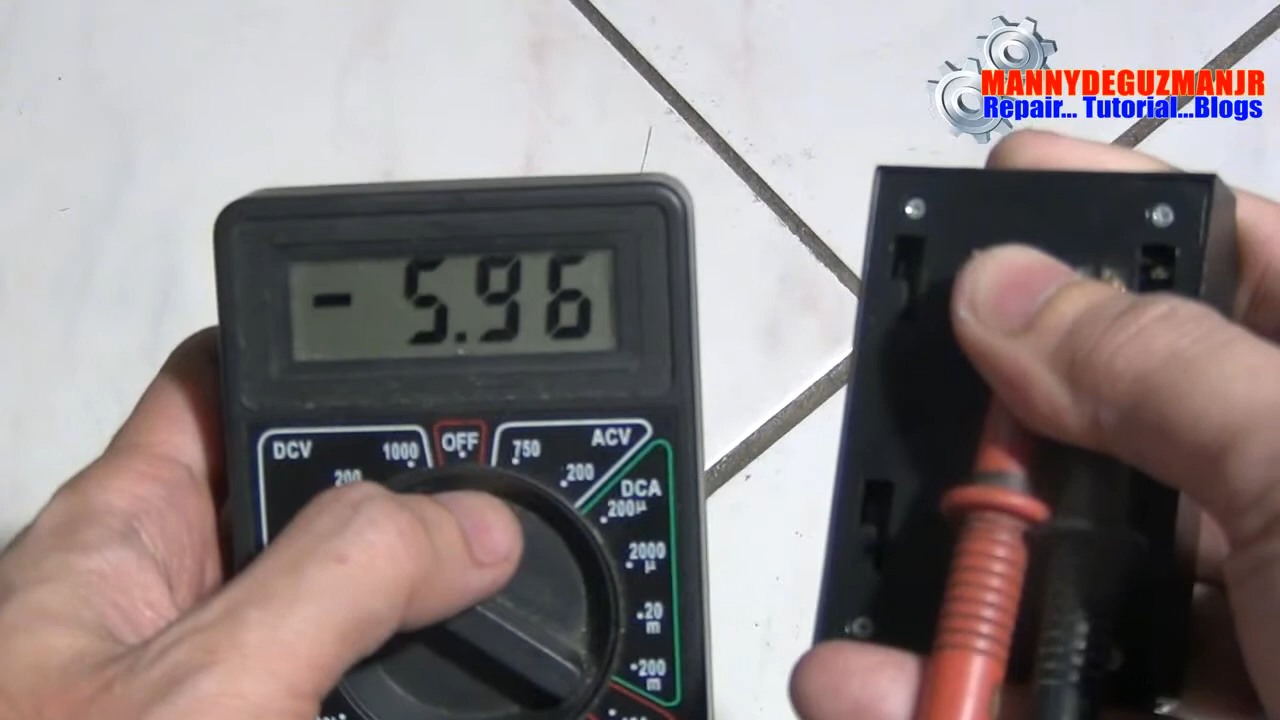 MANNYDEGUZMANJR
Repair... Tutorial...Blogs
- 5.96
DCV
1000
OFF
750
ACV
200
200
DCA
200µ
2000
µ
20
m
200
m